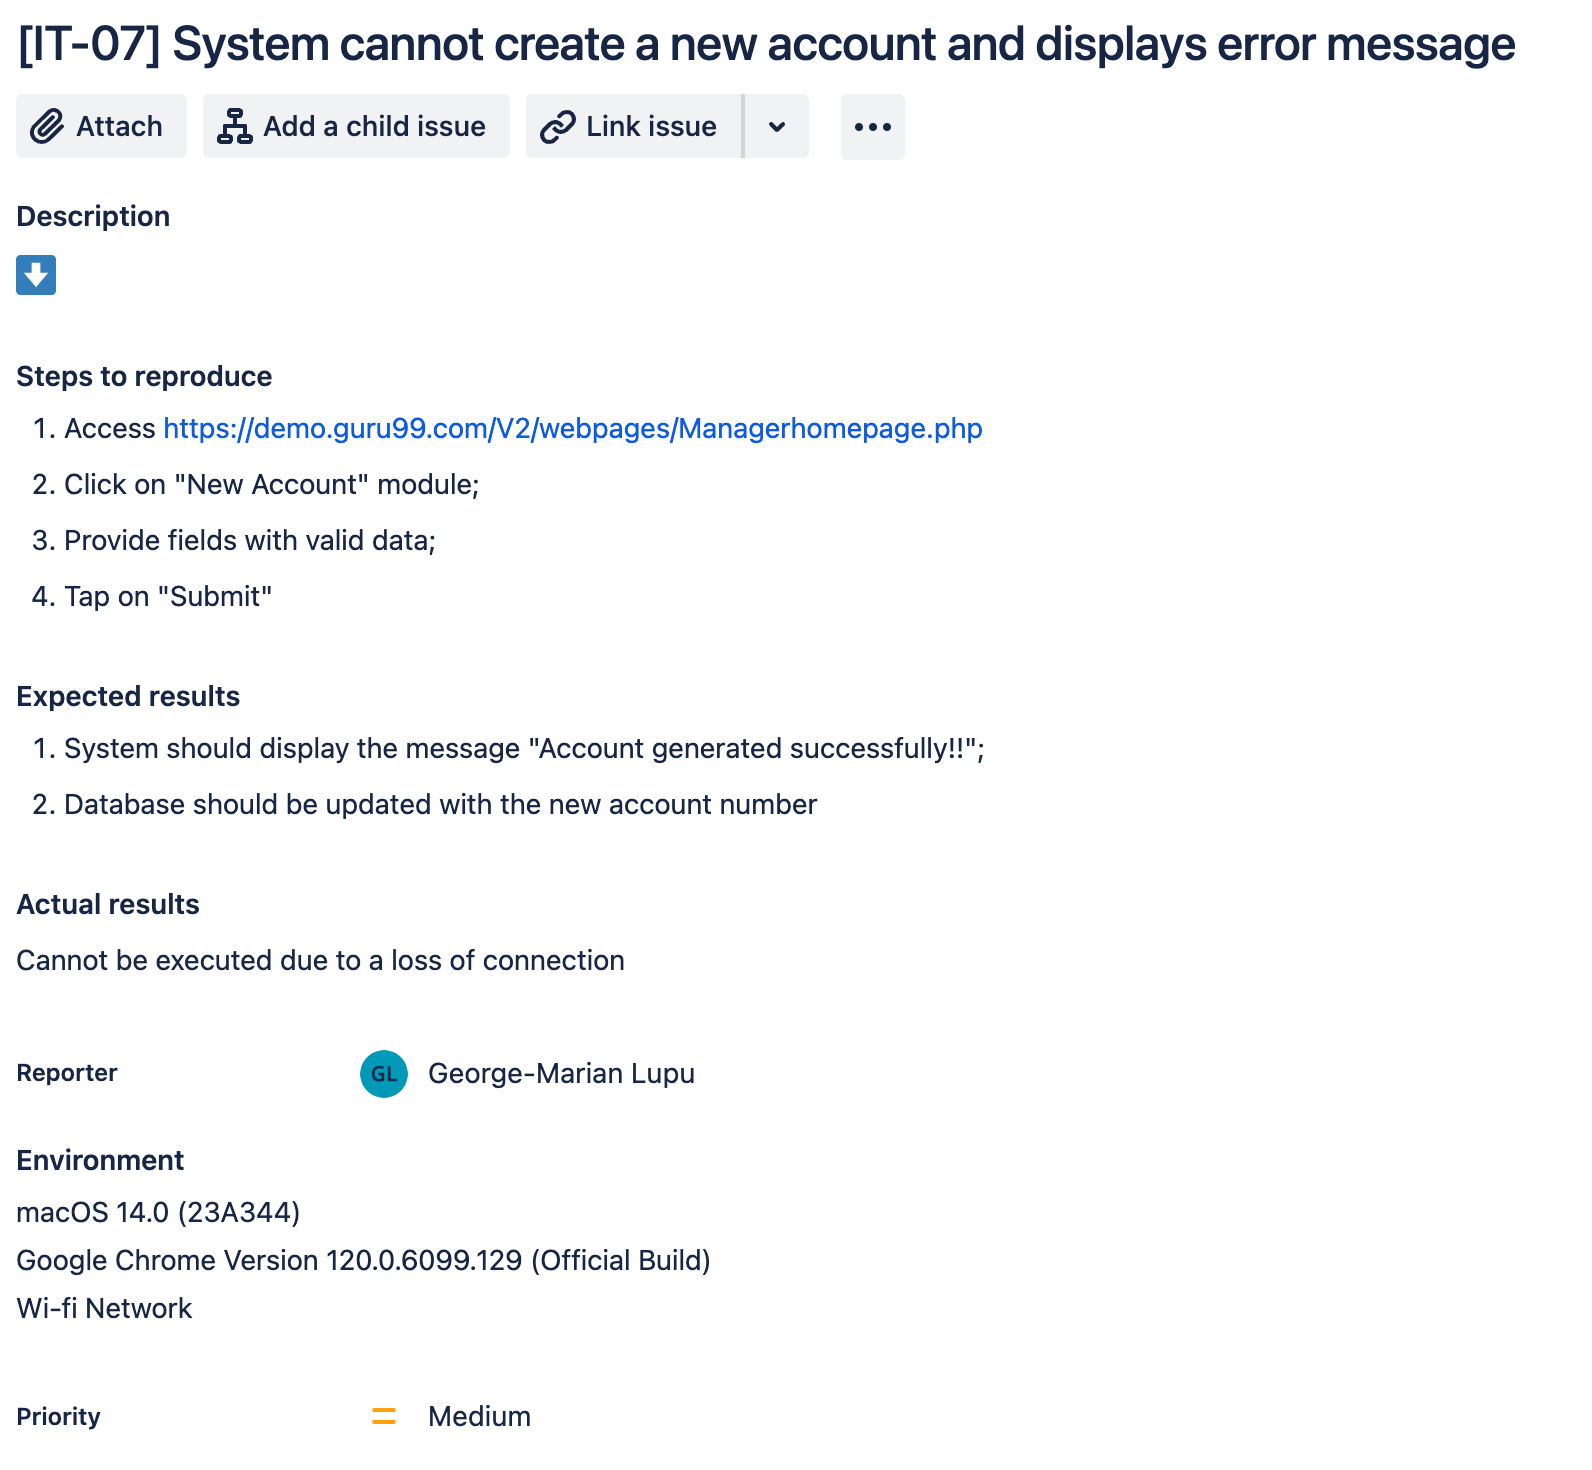 [IT-07] System cannot create a new account and displays error message
Attach
Add a child issue
Link issue
Description
Steps to reproduce
1. Access https://demo.guru99.com/V2/webpages/Managerhomepage.php
2. Click on "New Account" module;
3. Provide fields with valid data;
4. Tap on "Submit"
Expected results
1. System should display the message "Account generated successfully!!";
2. Database should be updated with the new account number
Actual results
Cannot be executed due to a loss of connection
Reporter GL George-Marian Lupu
Environment
macOS 14.0 (23A344)
Google Chrome Version 120.0.6099.129 (Official Build)
Wi-fi Network
Priority Medium